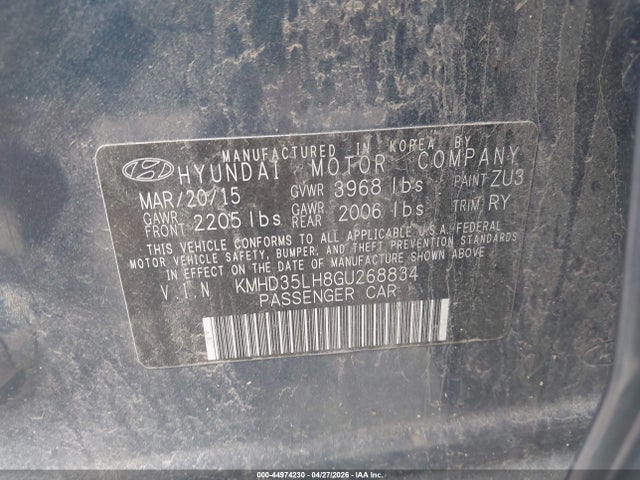 MANUFACTURED IN KOREA BY
HYUNDAI MOTOR COMPANY
MAR/20/15 GVWR 3968 lbs PAINT ZU3
GAWR FRONT 2205 lbs GAWR REAR 2006 lbs TRIM RY
THIS VEHICLE CONFORMS TO ALL APPLICABLE U.S.A. FEDERAL
MOTOR VEHICLE SAFETY, BUMPER, AND THEFT PREVENTION STANDARDS
IN EFFECT ON THE DATE OF MANUFACTURE SHOWN ABOVE
V.I.N KMHD35LH8GU268834
PASSENGER CAR
000-44974230 - 04/27/2026 - IAAI.COM